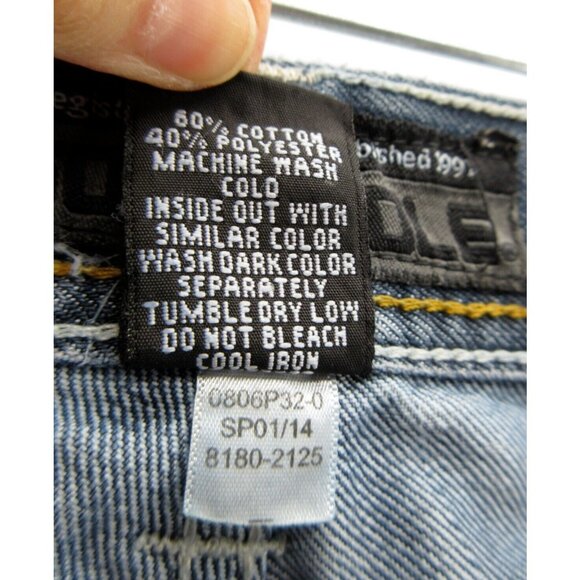 60% COTTON
40% POLYESTER
MACHINE WASH
COLD
INSIDE OUT WITH
SIMILAR COLOR
WASH DARK COLOR
SEPARATELY
TUMBLE DRY LOW
DO NOT BLEACH
COOL IRON
0806P32-0
SP01/14
8180-2125